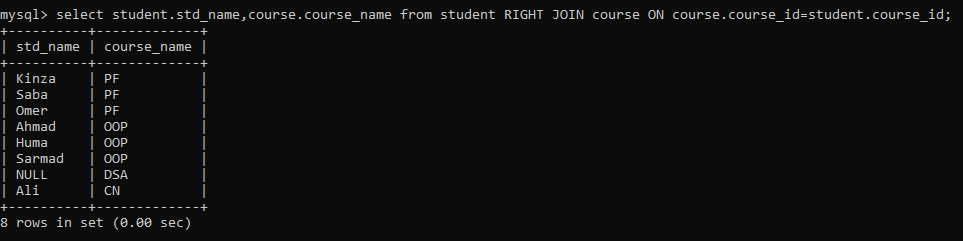 mysql> select student.std_name,course.course_name from student RIGHT JOIN course ON course.course_id=student.course_id;
+----------+-------------+
| std_name | course_name |
+----------+-------------+
| Kinza    | PF          |
| Saba     | PF          |
| Omer     | PF          |
| Ahmad    | OOP         |
| Huma     | OOP         |
| Sarmad   | OOP         |
| NULL     | DSA         |
| Ali      | CN          |
+----------+-------------+
8 rows in set (0.00 sec)